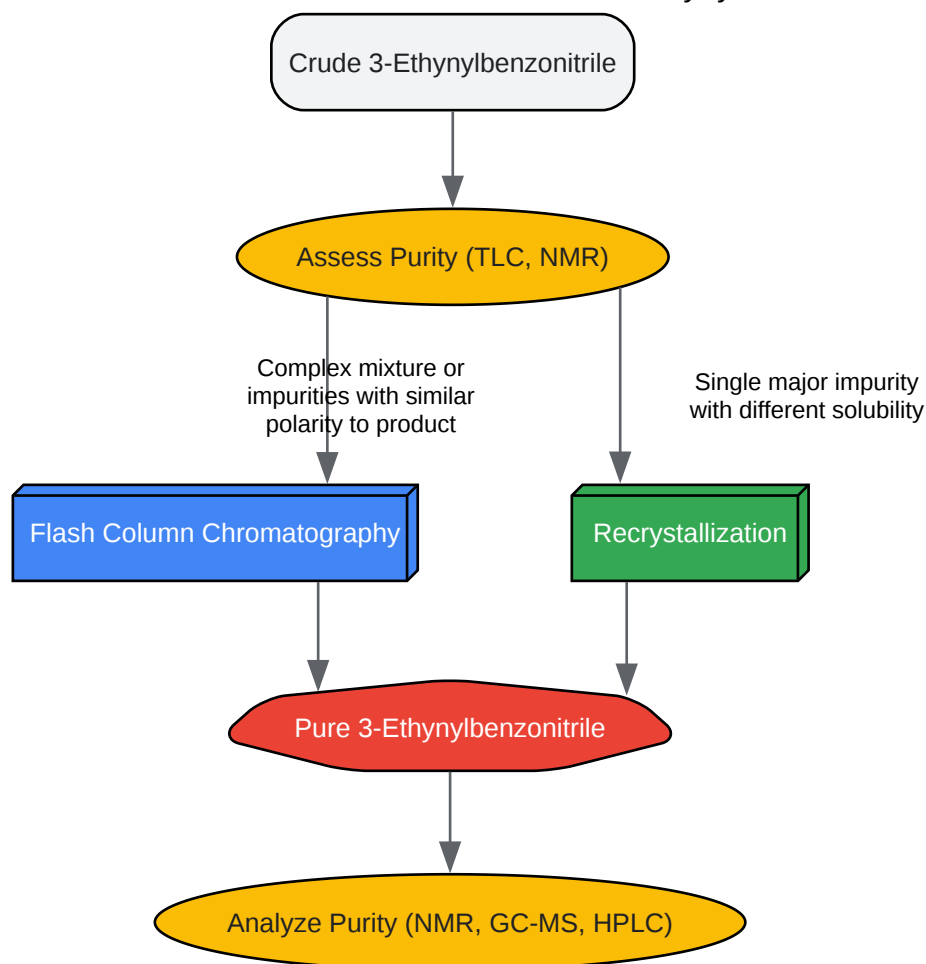 Crude 3-Ethynylbenzonitrile
Assess Purity (TLC, NMR)
Complex mixture or
impurities with similar
polarity to product
Single major impurity
with different solubility
Flash Column Chromatography
Recrystallization
Pure 3-Ethynylbenzonitrile
Analyze Purity (NMR, GC-MS, HPLC)